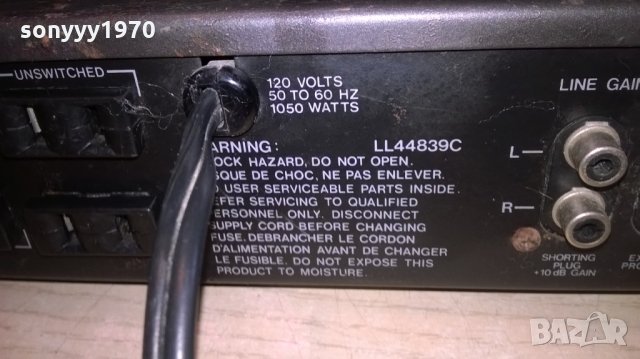 sonyyy1970
UNSWITCHED
120 VOLTS
50 TO 60 HZ
1050 WATTS
LINE GAI
L
R
SHORTING
PLUG
+10 dB GAIN
E
PRO
ARNING: LL44839C
OCK HAZARD, DO NOT OPEN.
SQUE DE CHOC, NE PAS ENLEVER.
O USER SERVICEABLE PARTS INSIDE.
EFER SERVICING TO QUALIFIED
PERSONNEL ONLY. DISCONNECT
SUPPLY CORD BEFORE CHANGING
FUSE. DEBRANCHER LE CORDON
D'ALIMENTATION AVANT DE CHANGER
LE FUSIBLE. DO NOT EXPOSE THIS
PRODUCT TO MOISTURE.
BAZAR